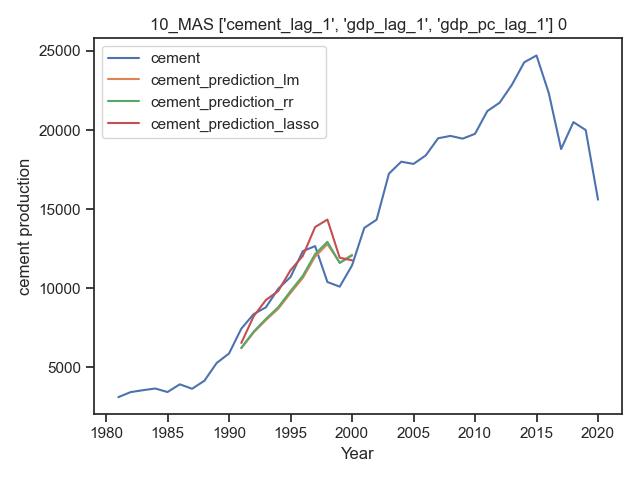 10_MAS ['cement_lag_1', 'gdp_lag_1', 'gdp_pc_lag_1'] 0
cement
cement_prediction_lm
cement_prediction_rr
cement_prediction_lasso
25000
20000
15000
10000
5000
cement production
1980 1985 1990 1995 2000 2005 2010 2015 2020
Year